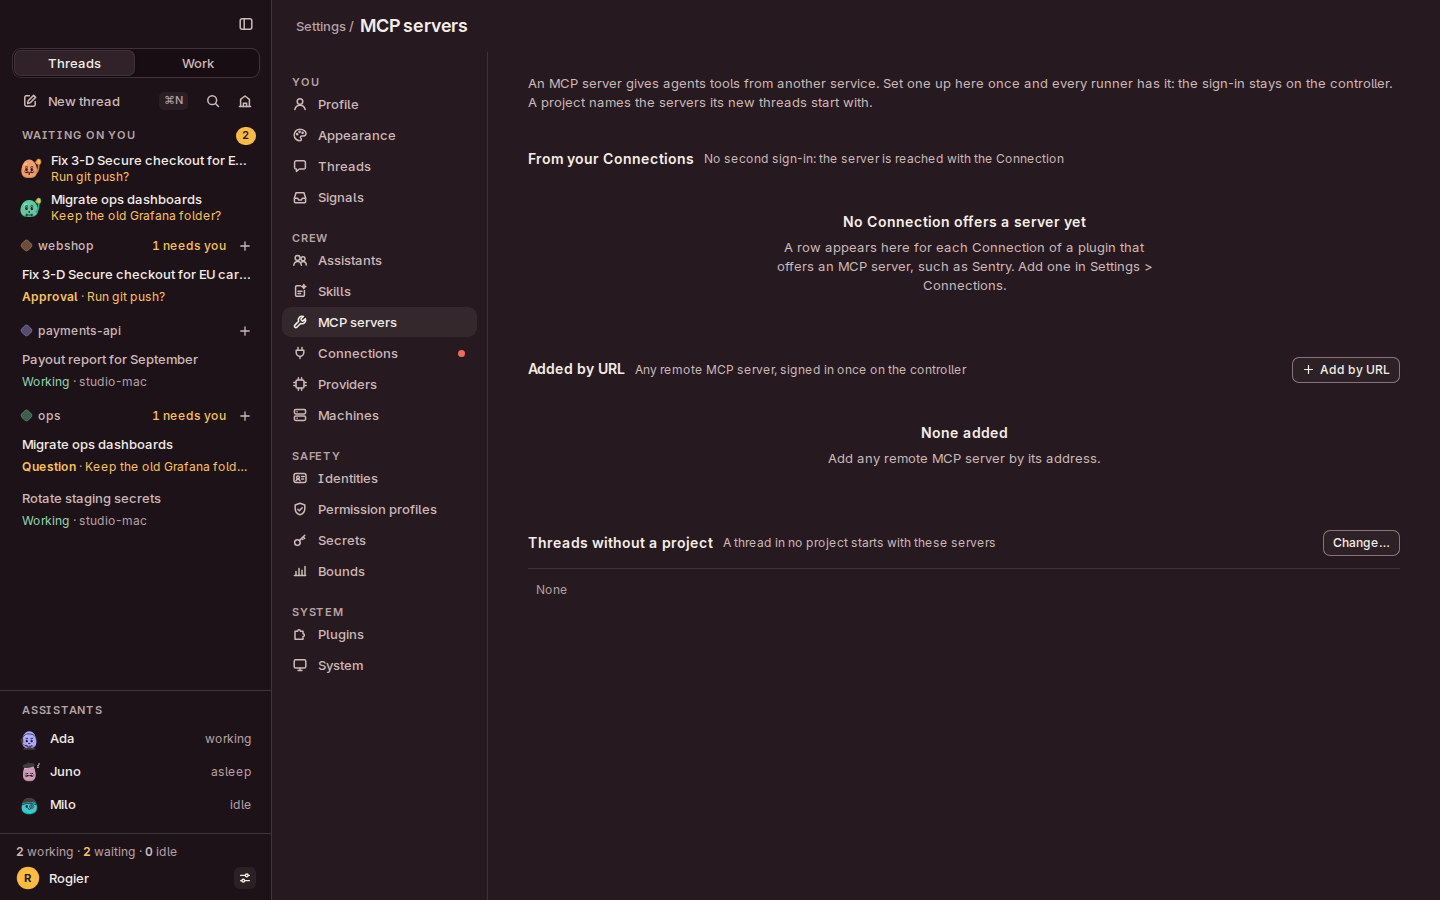 Settings / MCP servers
Threads
Work
New thread
⌘N
WAITING ON YOU
2
Fix 3-D Secure checkout for E...
Run git push?
Migrate ops dashboards
Keep the old Grafana folder?
webshop
1 needs you
Fix 3-D Secure checkout for EU car...
Approval · Run git push?
payments-api
Payout report for September
Working · studio-mac
ops
1 needs you
Migrate ops dashboards
Question · Keep the old Grafana fold...
Rotate staging secrets
Working · studio-mac
ASSISTANTS
Ada
working
Juno
asleep
Milo
idle
2 working · 2 waiting · 0 idle
R
Rogier
YOU
Profile
Appearance
Threads
Signals
CREW
Assistants
Skills
MCP servers
Connections
Providers
Machines
SAFETY
Identities
Permission profiles
Secrets
Bounds
SYSTEM
Plugins
System
An MCP server gives agents tools from another service. Set one up here once and every runner has it: the sign-in stays on the controller.
A project names the servers its new threads start with.
From your Connections No second sign-in: the server is reached with the Connection
No Connection offers a server yet
A row appears here for each Connection of a plugin that
offers an MCP server, such as Sentry. Add one in Settings >
Connections.
Added by URL Any remote MCP server, signed in once on the controller
Add by URL
None added
Add any remote MCP server by its address.
Threads without a project A thread in no project starts with these servers
Change...
None